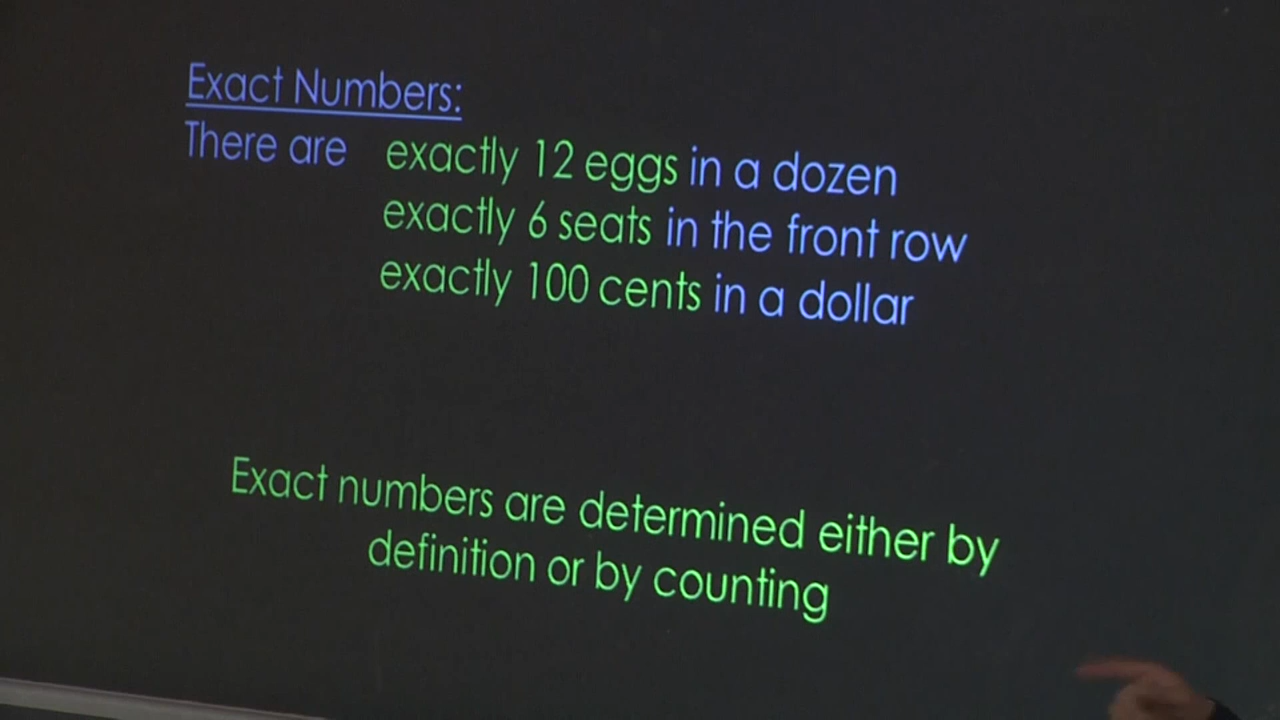 Exact Numbers:
There are exactly 12 eggs in a dozen
exactly 6 seats in the front row
exactly 100 cents in a dollar
Exact numbers are determined either by
definition or by counting